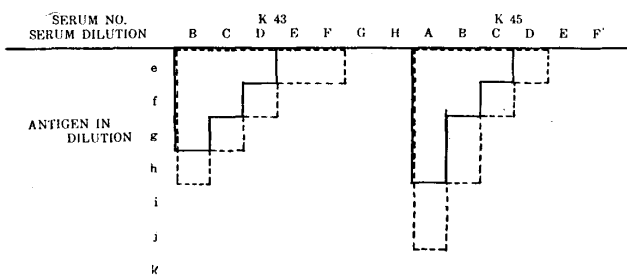 SERUM NO. K 43 K 45
SERUM DILUTION B C D E F G H A B C D E F
e
f
ANTIGEN IN
DILUTION
g
h
i
j
k